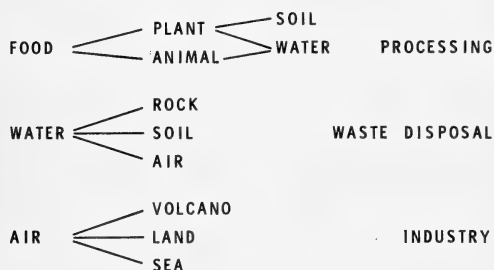 SOIL
PLANT
FOOD WATER PROCESSING
ANIMAL
ROCK
WATER SOIL WASTE DISPOSAL
AIR
VOLCANO
AIR LAND INDUSTRY
SEA